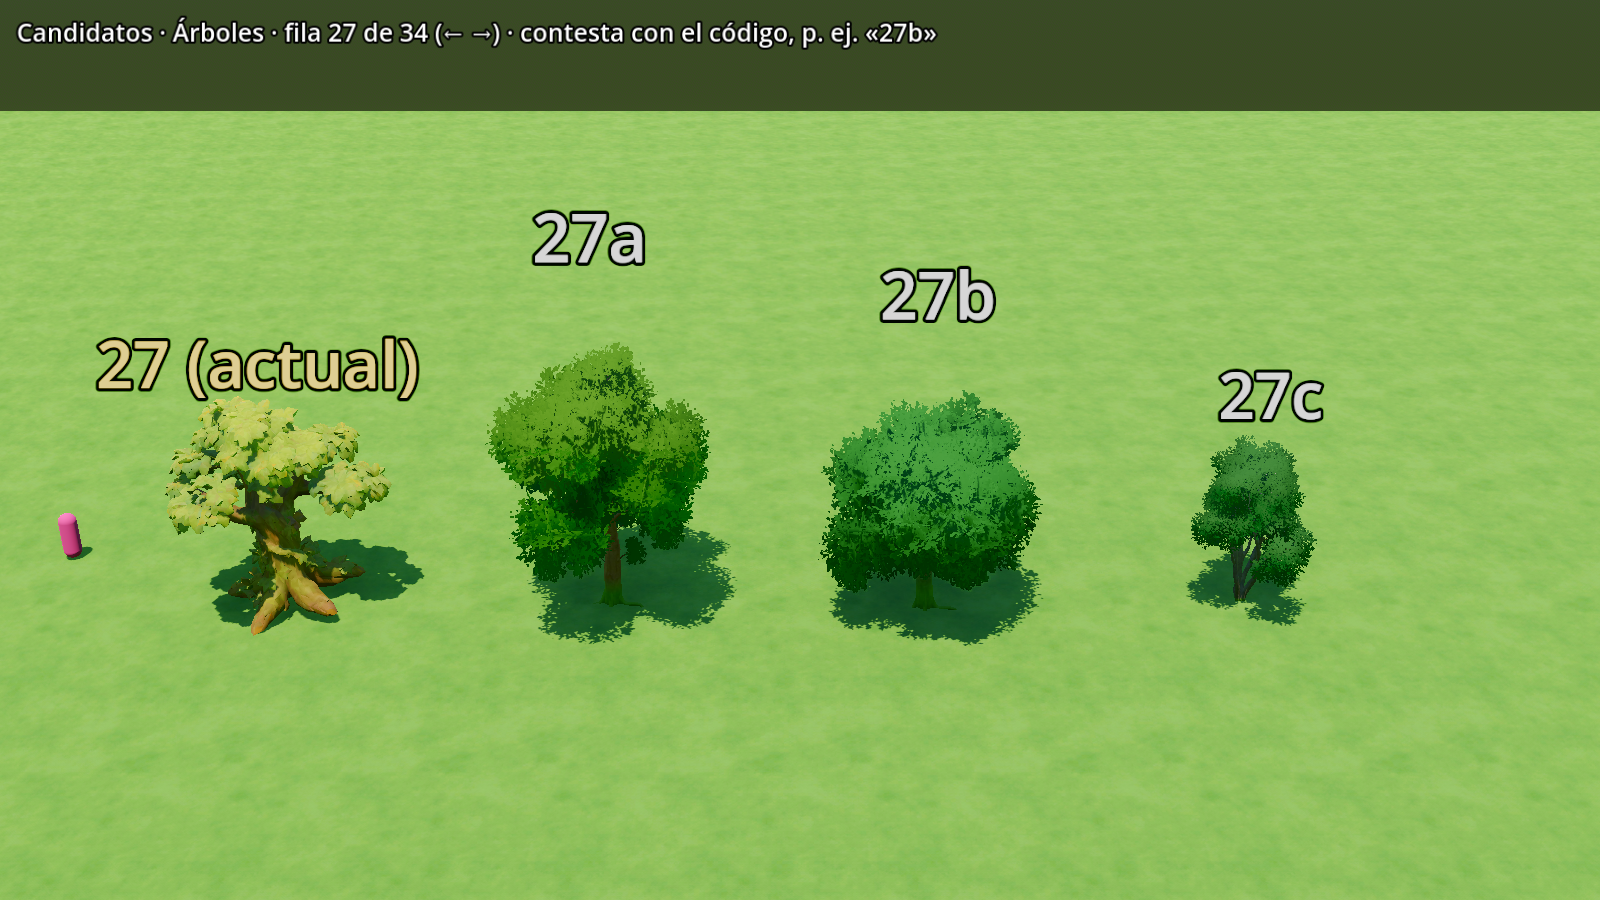 Candidatos · Árboles · fila 27 de 34 (← →) · contesta con el código, p. ej. «27b»
27a
27b
27 (actual)
27c